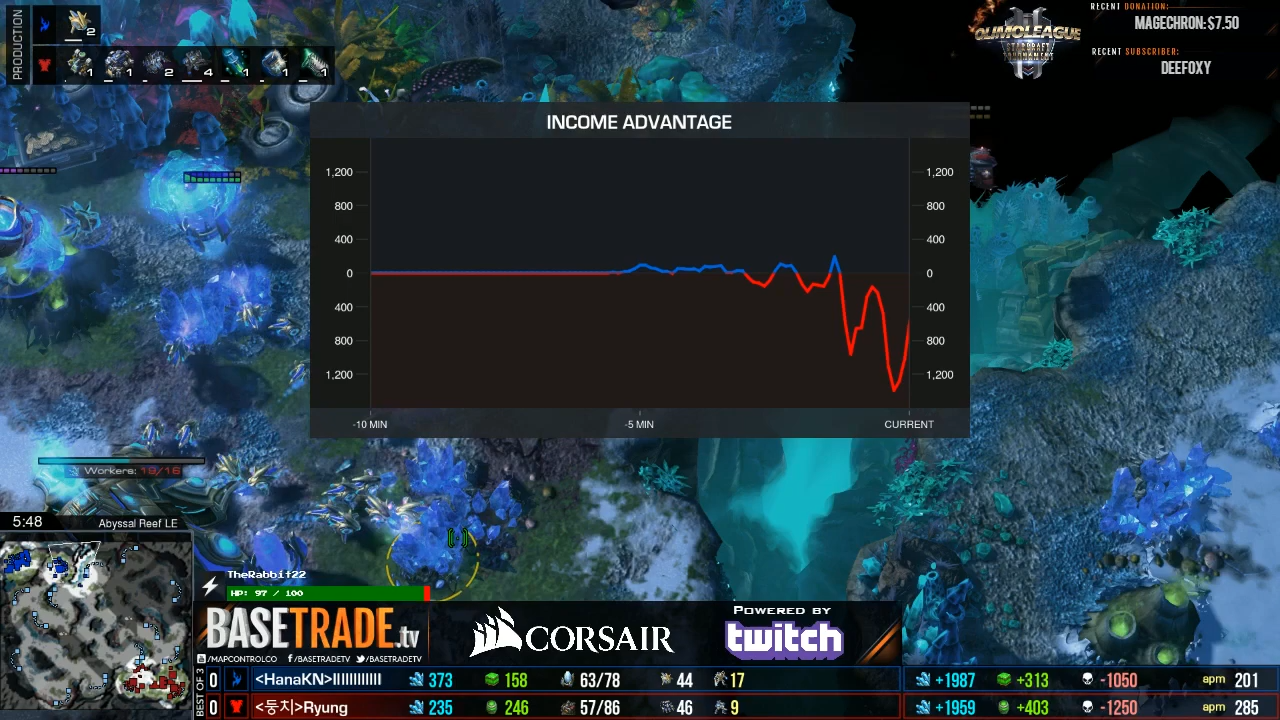 PRODUCTION
2
1 1 2 4 1 1 1
OLIMOLEAGUE
STARCRAFT
TOURNAMENT
RECENT DONATION:
MAGECHRON:$7.50
RECENT SUBSCRIBER:
DEEFOXY
INCOME ADVANTAGE
1,200 1,200
800 800
400 400
0 0
400 400
800 800
1,200 1,200
-10 MIN -5 MIN CURRENT
Workers: 19/16
5:48 Abyssal Reef LE
TheRabbit22
HP: 97 / 100
BASETRADE.tv
/MAPCONTROLCO /BASETRADETV /BASETRADETV
CORSAIR
POWERED BY
twitch
BEST OF 3
0 <HanaKN>IIIIIIIIIIII 373 158 63/78 44 17 +1987 +313 -1050 apm 201
0 <둥치>Ryung 235 246 57/86 46 9 +1959 +403 -1250 apm 285